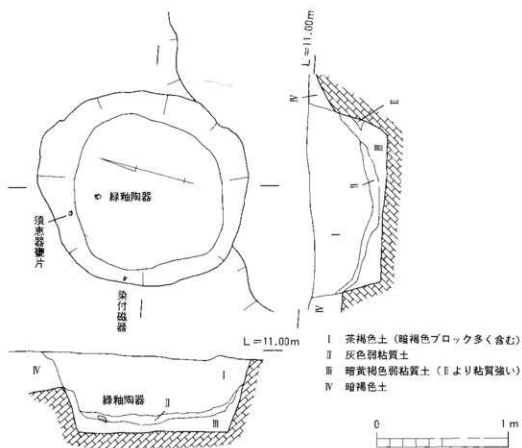 L=11.00m
Ⅳ
Ⅱ
Ⅲ
Ⅱ
Ⅰ
Ⅳ
緑釉陶器
須恵器甕片
染付磁器
L=11.00m
Ⅳ
Ⅰ
緑釉陶器
Ⅱ
Ⅲ
Ⅰ 茶褐色土(暗褐色ブロック多く含む)
Ⅱ 灰色弱粘質土
Ⅲ 暗黄褐色弱粘質土(Ⅱより粘質強い)
Ⅳ 暗褐色土
0 1m